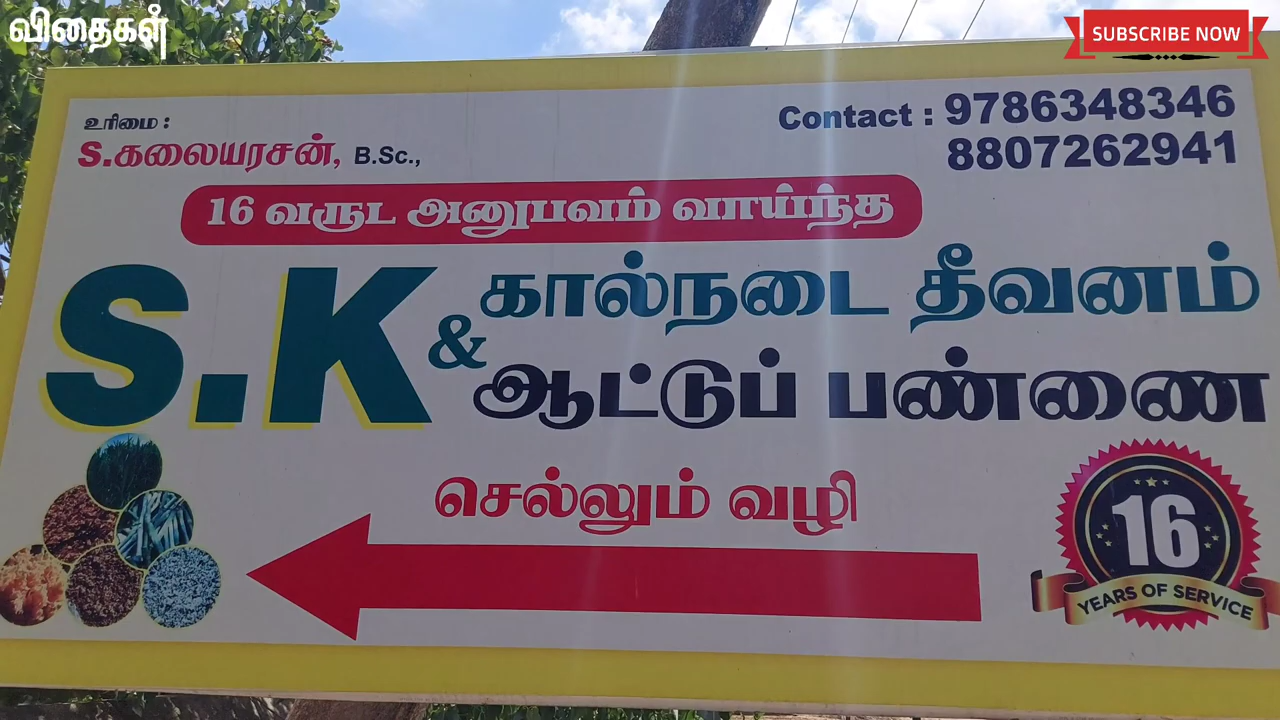 விதைகள்
SUBSCRIBE NOW
உரிமை :
S.கலையரசன், B.Sc.,
Contact : 9786348346
8807262941
16 வருட அனுபவம் வாய்ந்த
S.K கால்நடை தீவனம்
& ஆட்டுப் பண்ணை
செல்லும் வழி
16
YEARS OF SERVICE